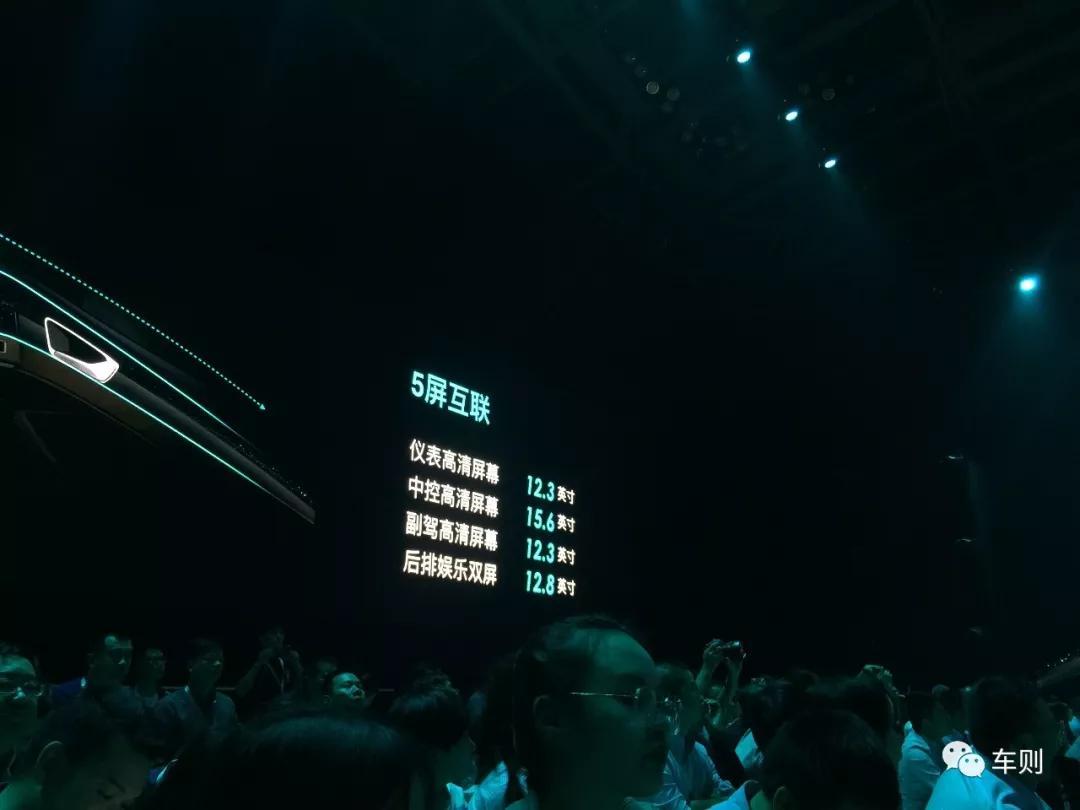 5屏互联
仪表高清屏幕 12.3英寸
中控高清屏幕 15.6英寸
副驾高清屏幕 12.3英寸
后排娱乐双屏 12.8英寸
车则